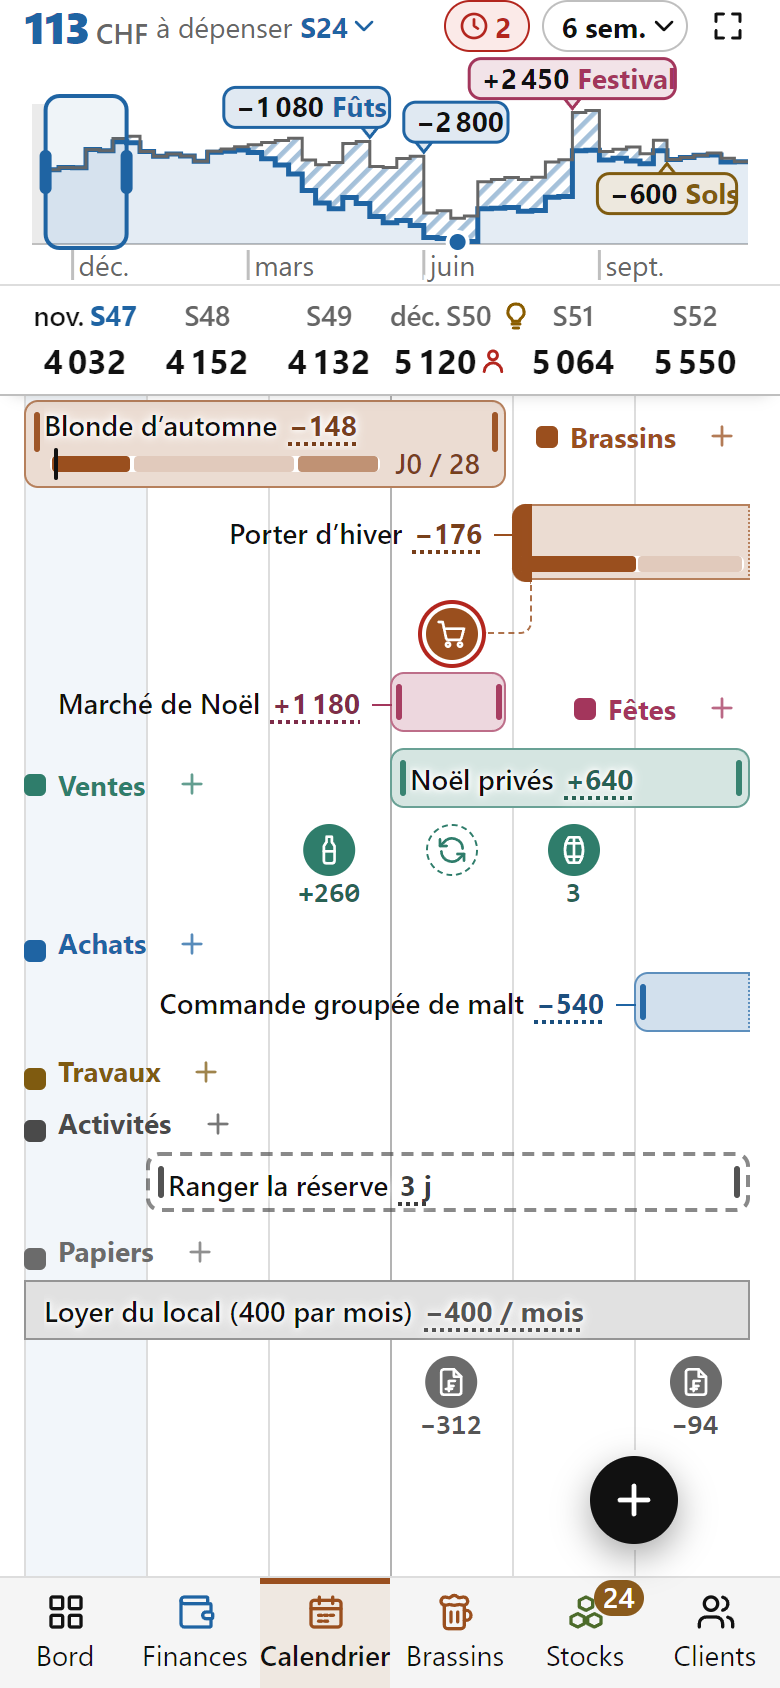 113 CHF à dépenser S24
2
6 sem.
+2 450 Festival
−1 080 Fûts
−2 800
−600 Sols
déc.
mars
juin
sept.
nov. S47 S48 S49 déc. S50 S51 S52
4 032 4 152 4 132 5 120 5 064 5 550
Blonde d’automne −148
J0 / 28
Brassins +
Porter d’hiver −176
Marché de Noël +1 180
Fêtes +
Ventes +
Noël privés +640
+260
3
Achats +
Commande groupée de malt −540
Travaux +
Activités +
Ranger la réserve 3 j
Papiers +
Loyer du local (400 par mois) −400 / mois
−312
−94
+
24
Bord Finances Calendrier Brassins Stocks Clients